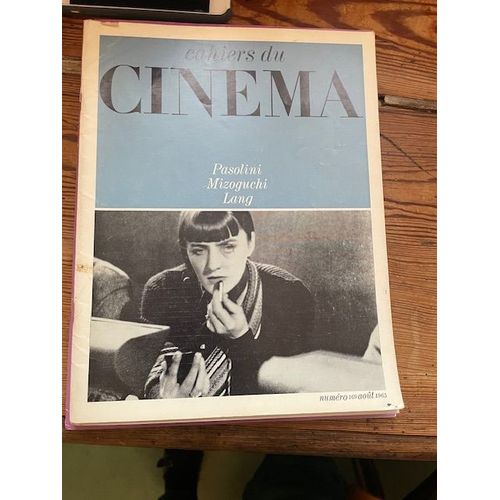 cahiers du
CINEMA
Pasolini
Mizoguchi
Lang
numéro 169 août 1965